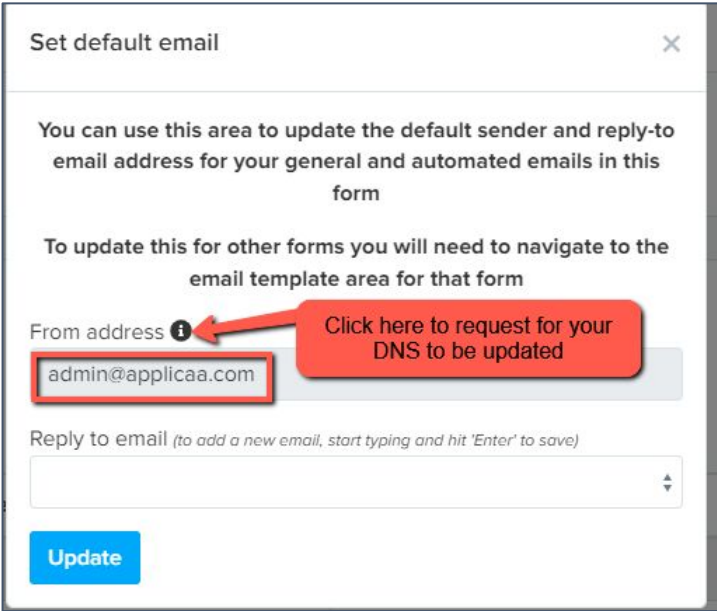 Set default email ×
You can use this area to update the default sender and reply-to
email address for your general and automated emails in this
form
To update this for other forms you will need to navigate to the
email template area for that form
From address
Click here to request for your
DNS to be updated
admin@applicaa.com
Reply to email (to add a new email, start typing and hit 'Enter' to save)
Update